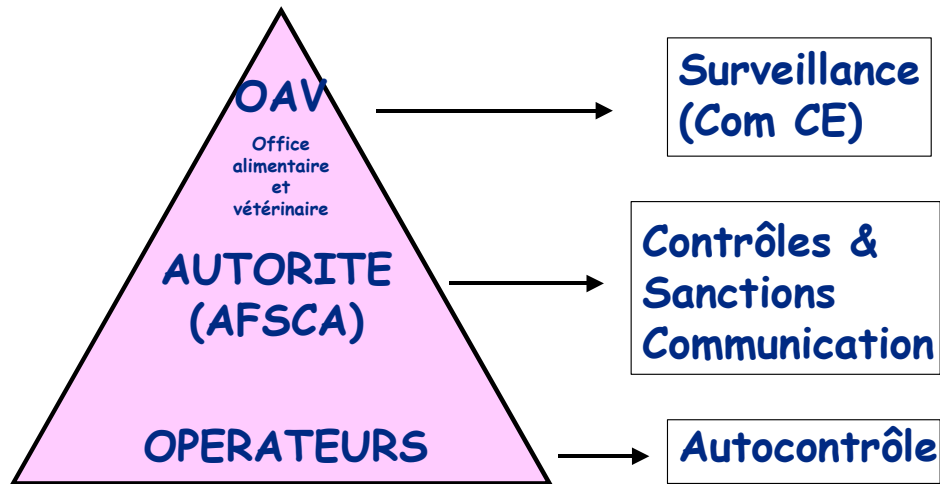 OAV
Office
alimentaire
et
vétérinaire
Surveillance
(Com CE)
AUTORITE
(AFSCA)
Contrôles &
Sanctions
Communication
OPERATEURS
Autocontrôle